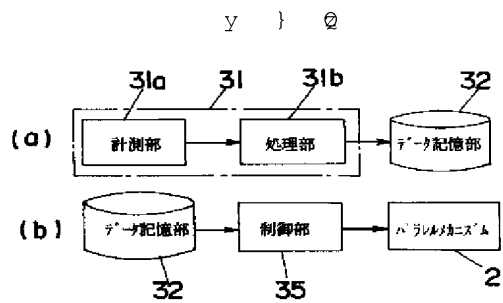 31a 31 31b 32
(a) 計測部 処理部 データ記憶部
(b) データ記憶部 制御部 パラレルメカニズム
32 35 2